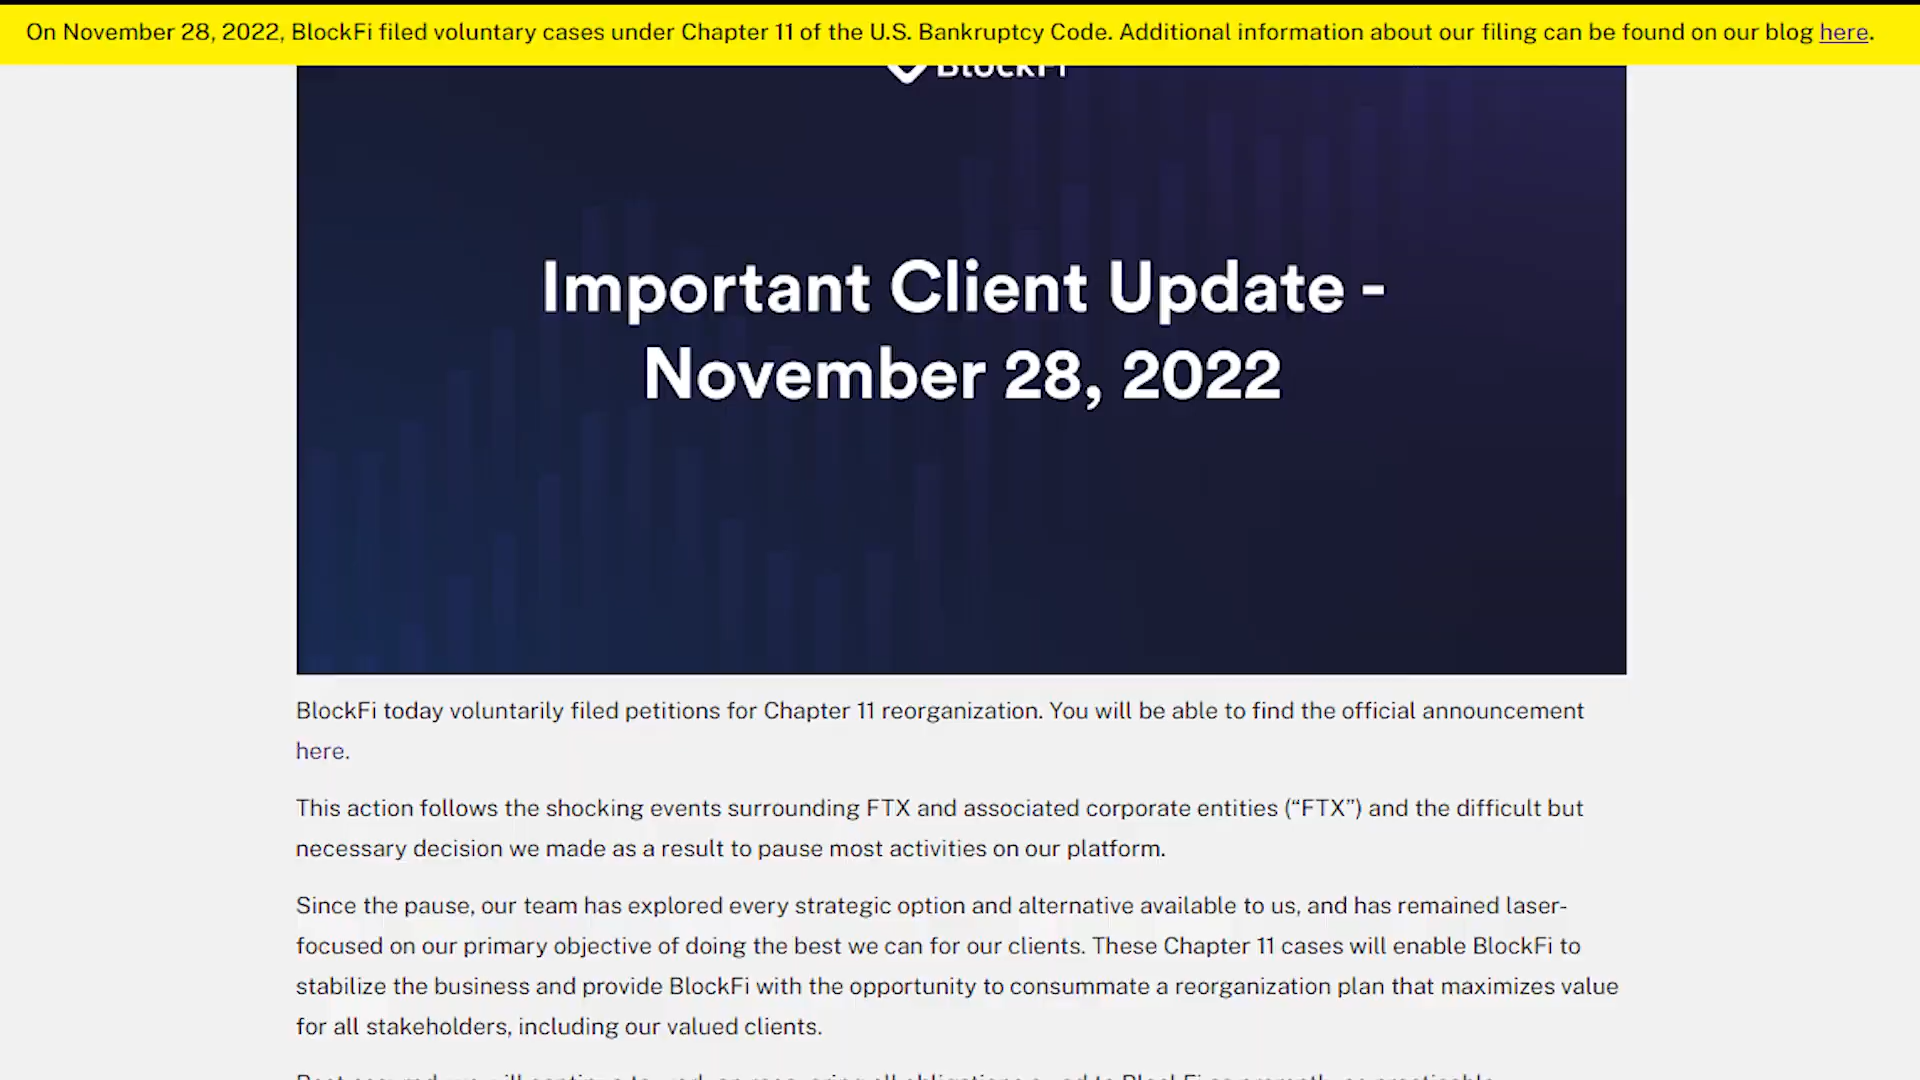 On November 28, 2022, BlockFi filed voluntary cases under Chapter 11 of the U.S. Bankruptcy Code. Additional information about our filing can be found on our blog here.
BlockFi
Important Client Update -
November 28, 2022
BlockFi today voluntarily filed petitions for Chapter 11 reorganization. You will be able to find the official announcement
here.
This action follows the shocking events surrounding FTX and associated corporate entities (“FTX”) and the difficult but
necessary decision we made as a result to pause most activities on our platform.
Since the pause, our team has explored every strategic option and alternative available to us, and has remained laser-
focused on our primary objective of doing the best we can for our clients. These Chapter 11 cases will enable BlockFi to
stabilize the business and provide BlockFi with the opportunity to consummate a reorganization plan that maximizes value
for all stakeholders, including our valued clients.